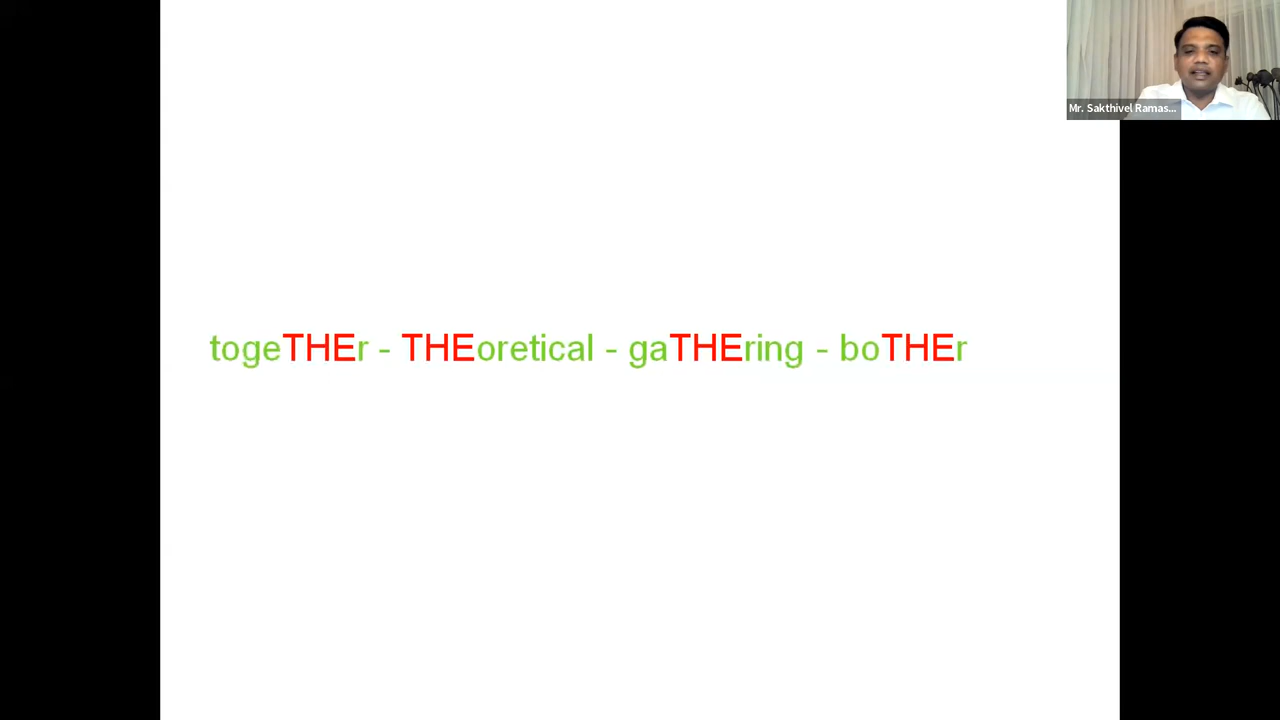 Mr. Sakthivel Ramas...
togeTHEr - THEoretical - gaTHEring - boTHEr